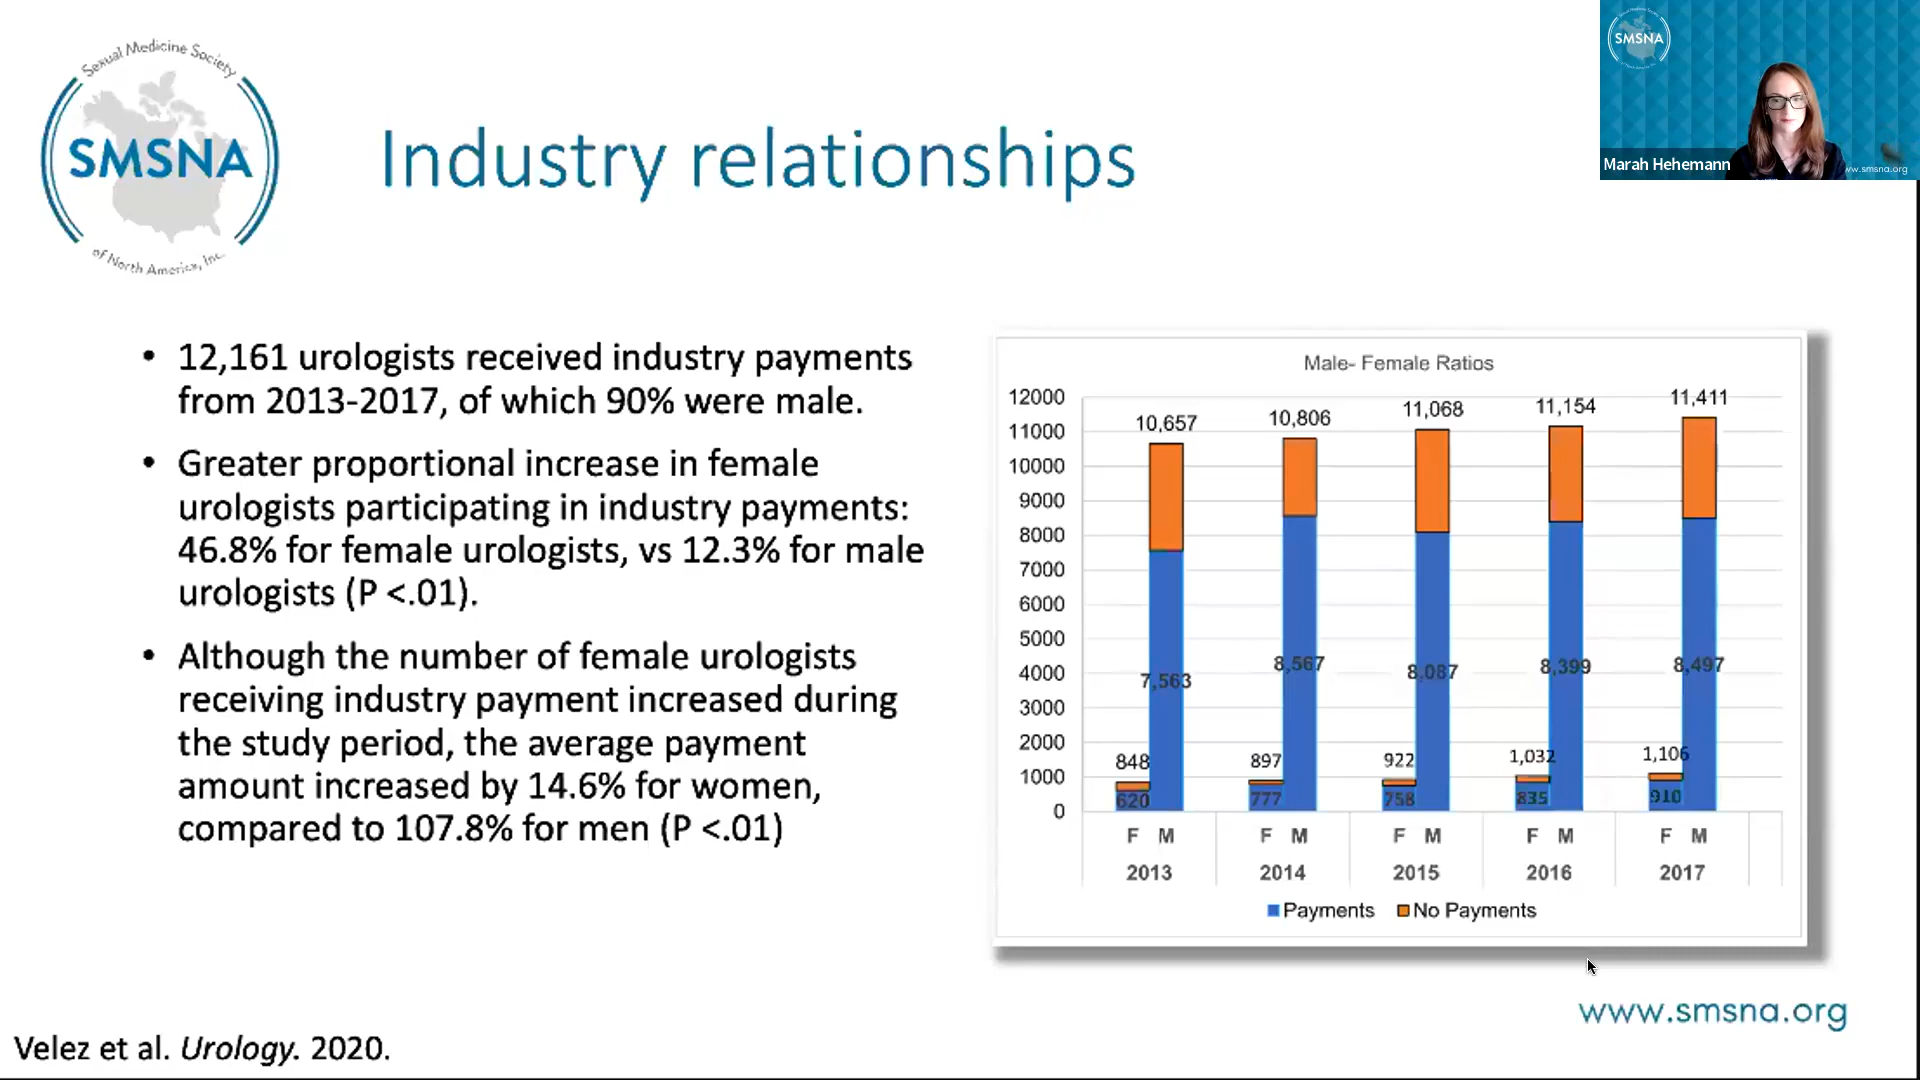 Sexual Medicine Society
SMSNA
of North America, Inc.
Industry relationships
SMSNA
Marah Hehemann
www.smsna.org
• 12,161 urologists received industry payments
from 2013-2017, of which 90% were male.
• Greater proportional increase in female
urologists participating in industry payments:
46.8% for female urologists, vs 12.3% for male
urologists (P <.01).
• Although the number of female urologists
receiving industry payment increased during
the study period, the average payment
amount increased by 14.6% for women,
compared to 107.8% for men (P <.01)
Male- Female Ratios
12000
11000
10000
9000
8000
7000
6000
5000
4000
3000
2000
1000
0
10,657 10,806 11,068 11,154 11,411
7,563 8,567 8,087 8,399 8,497
848 897 922 1,032 1,106
620 777 758 835 910
F M F M F M F M F M
2013 2014 2015 2016 2017
Payments No Payments
www.smsna.org
Velez et al. Urology. 2020.